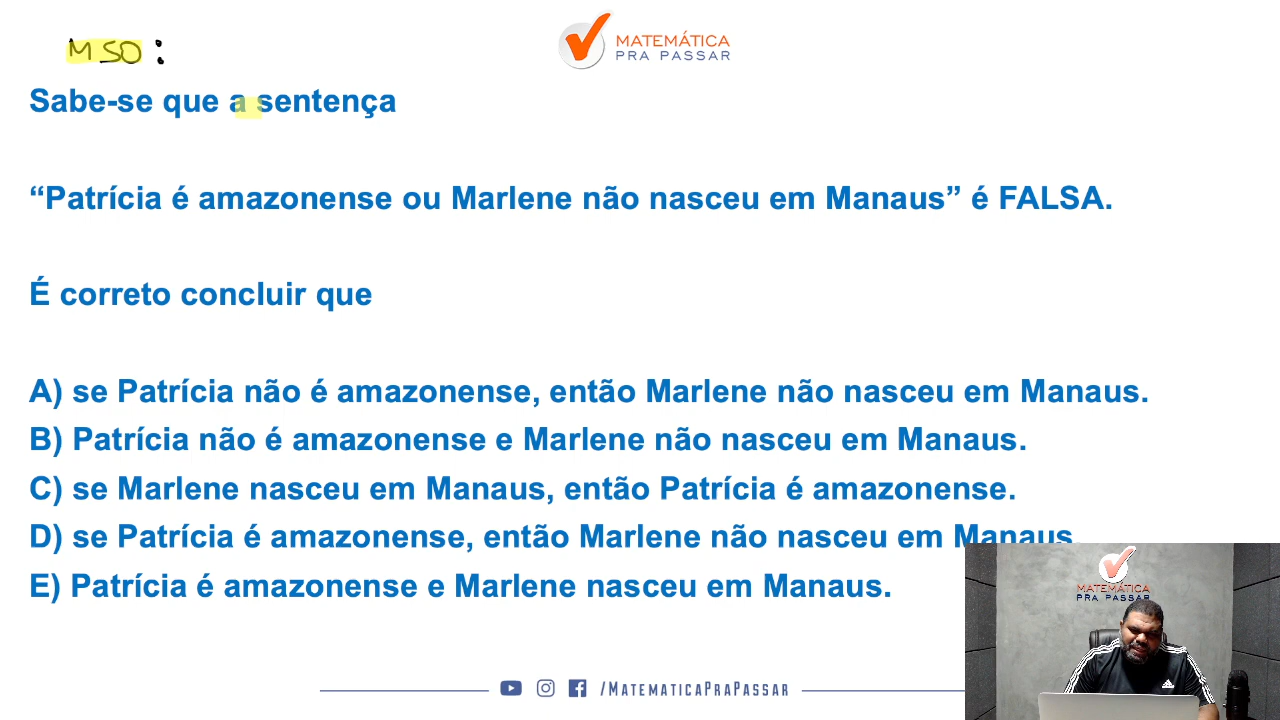 MSO:
MATEMÁTICA
PRA PASSAR
Sabe-se que a sentença
“Patrícia é amazonense ou Marlene não nasceu em Manaus” é FALSA.
É correto concluir que
A) se Patrícia não é amazonense, então Marlene não nasceu em Manaus.
B) Patrícia não é amazonense e Marlene não nasceu em Manaus.
C) se Marlene nasceu em Manaus, então Patrícia é amazonense.
D) se Patrícia é amazonense, então Marlene não nasceu em Manaus.
E) Patrícia é amazonense e Marlene nasceu em Manaus.
MATEMÁTICA
PRA PASSAR
/MATEMATICAPRAPASSAR